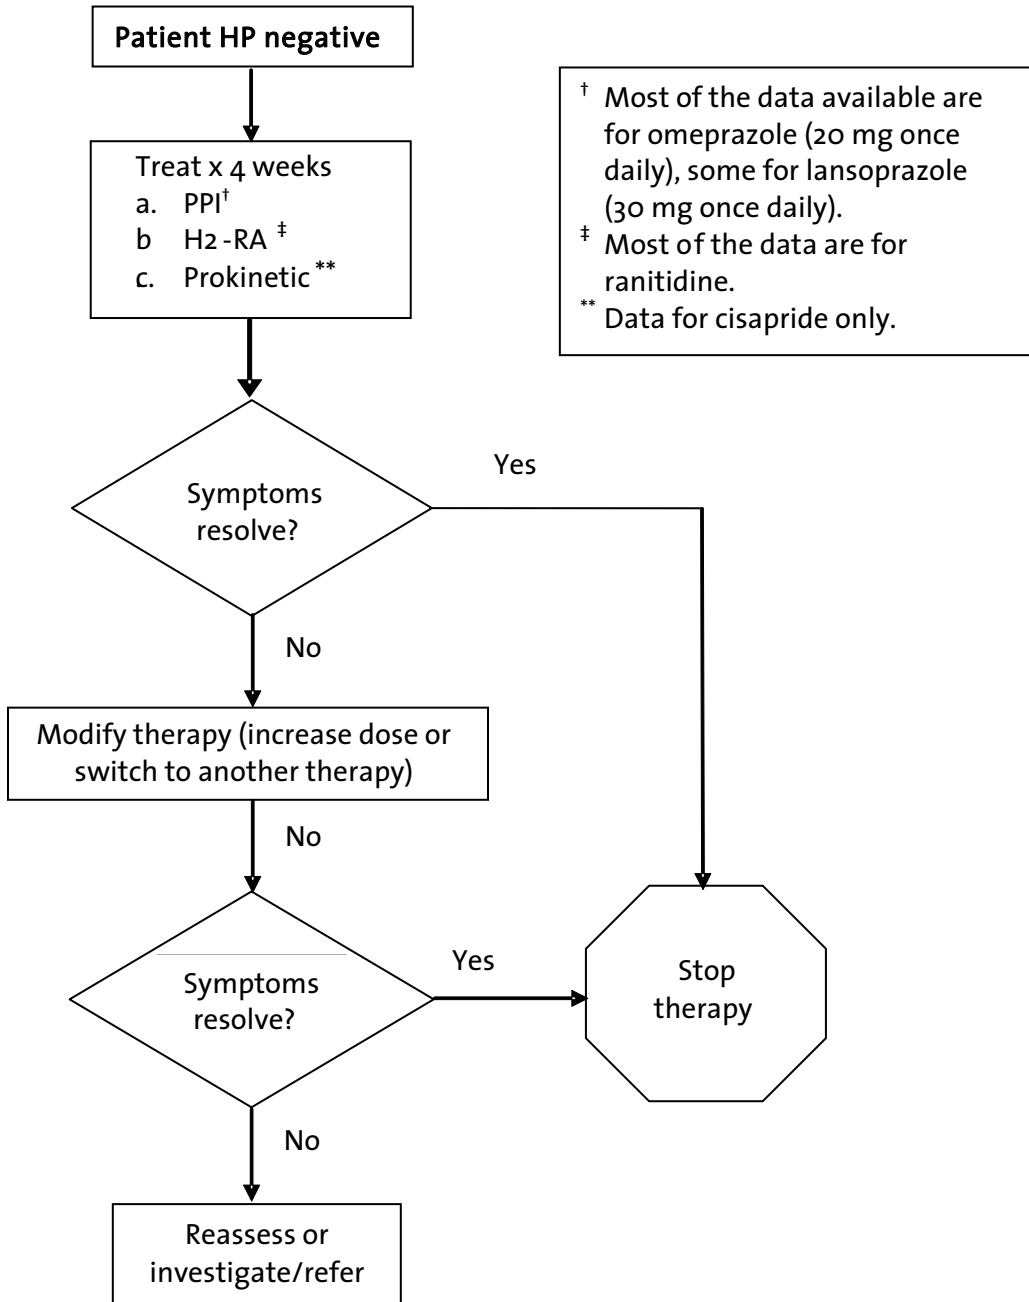 Patient HP negative
Treat x 4 weeks
a. PPI†
b H2-RA ‡
c. Prokinetic **
† Most of the data available are
for omeprazole (20 mg once
daily), some for lansoprazole
(30 mg once daily).
‡ Most of the data are for
ranitidine.
** Data for cisapride only.
Symptoms
resolve?
Yes
No
Modify therapy (increase dose or
switch to another therapy)
No
Symptoms
resolve?
Yes
Stop
therapy
No
Reassess or
investigate/refer